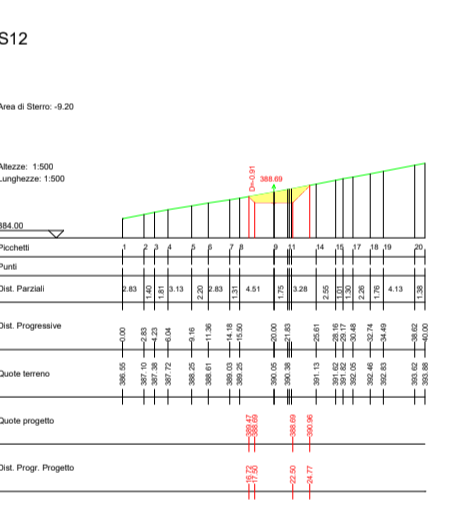 S12
Area di Sterro: -9.20
Altezze: 1:500
Lunghezze: 1:500
D=0.91
388.69
384.00
Picchetti 1 2 3 4 5 6 7 8 9 11 14 15 17 18 19 20
Punti
Dist. Parziali 2.83 1.40 1.81 3.13 2.20 2.83 1.31 4.51 1.75 3.28 2.55 1.01 1.30 2.26 1.76 4.13 1.38
Dist. Progressive 0.00 2.83 4.23 6.04 9.16 11.36 14.18 15.50 20.00 21.83 25.61 28.16 29.17 30.48 32.74 34.49 38.62 40.00
Quote terreno 386.55 387.10 387.38 387.72 388.25 388.61 389.03 389.25 390.05 390.38 391.13 391.62 391.82 392.05 392.46 392.83 393.62 393.88
Quote progetto 389.47 388.69 388.69 390.96
Dist. Progr. Progetto 16.72 17.50 22.50 24.77